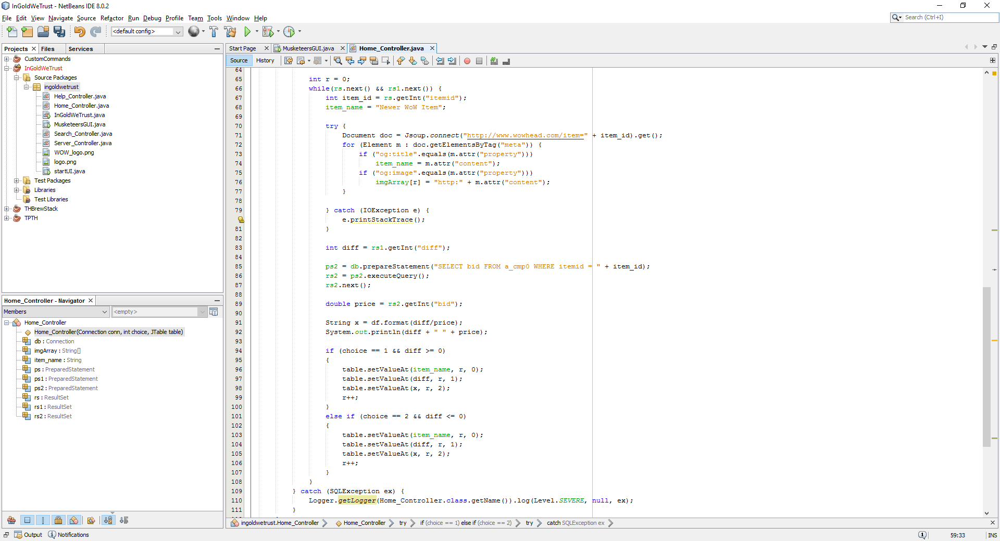 InGoldWeTrust - NetBeans IDE 8.0.2
File Edit View Navigate Source Refactor Run Debug Profile Team Tools Window Help
Search (Ctrl+I)
<default config>
Projects Files Services
CustomCommands
InGoldWeTrust
Source Packages
ingoldwetrust
Help_Controller.java
Home_Controller.java
InGoldWeTrust.java
MusketeersGUI.java
Search_Controller.java
Server_Controller.java
WOW_logo.png
logo.png
startUI.java
Test Packages
Libraries
Test Libraries
THBrewStack
TPTH
Home_Controller - Navigator
Members <empty>
Home_Controller
Home_Controller(Connection conn, int choice, JTable table)
db : Connection
imgArray : String[]
item_name : String
ps : PreparedStatement
ps1 : PreparedStatement
ps2 : PreparedStatement
rs : ResultSet
rs1 : ResultSet
rs2 : ResultSet
Start Page MusketeersGUI.java Home_Controller.java
Source History
64
65 int r = 0;
66 while(rs.next() && rs1.next()) {
67 int item_id = rs.getInt("itemid");
68 item_name = "Newer WoW Item";
69
70 try {
71 Document doc = Jsoup.connect("http://www.wowhead.com/item=" + item_id).get();
72 for (Element m : doc.getElementsByTag("meta")) {
73 if ("og:title".equals(m.attr("property")))
74 item_name = m.attr("content");
75 if ("og:image".equals(m.attr("property")))
76 imgArray[r] = "http:" + m.attr("content");
77 }
78
79 } catch (IOException e) {
e.printStackTrace();
81 }
82
83 int diff = rs1.getInt("diff");
84
85 ps2 = db.prepareStatement("SELECT bid FROM a_cmp0 WHERE itemid = " + item_id);
86 rs2 = ps2.executeQuery();
87 rs2.next();
88
89 double price = rs2.getInt("bid");
90
91 String x = df.format(diff/price);
92 System.out.println(diff + " " + price);
93
94 if (choice == 1 && diff >= 0)
95 {
96 table.setValueAt(item_name, r, 0);
97 table.setValueAt(diff, r, 1);
98 table.setValueAt(x, r, 2);
99 r++;
100 }
101 else if (choice == 2 && diff <= 0)
102 {
103 table.setValueAt(item_name, r, 0);
104 table.setValueAt(diff, r, 1);
105 table.setValueAt(x, r, 2);
106 r++;
107 }
108 }
109 } catch (SQLException ex) {
110 Logger.getLogger(Home_Controller.class.getName()).log(Level.SEVERE, null, ex);
111 }
ingoldwetrust.Home_Controller Home_Controller try if (choice == 1) else if (choice == 2) try catch SQLException ex
Output Notifications
1 59:33 INS